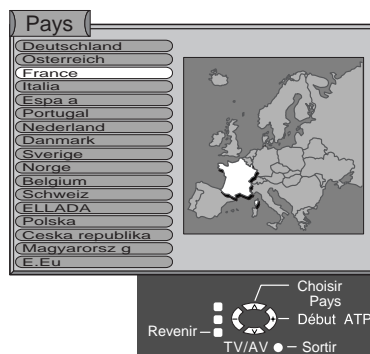 Pays
Deutschland
Osterreich
France
Italia
Espa a
Portugal
Nederland
Danmark
Sverige
Norge
Belgium
Schweiz
ELLADA
Polska
Ceska republika
Magyarorsz g
E.Eu
Choisir
Pays
Début ATP
Revenir
TV/AV
Sortir